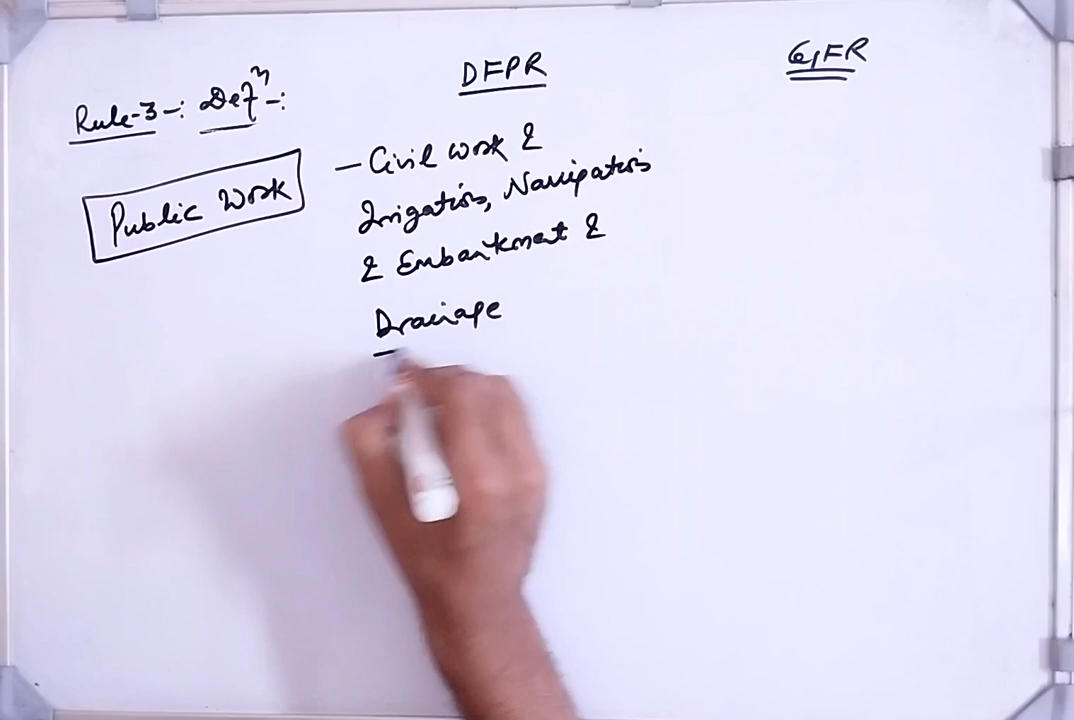 Rule-3 -: Defn -:
DFPR
GFR
Public Work
- Civil work &
Irrigation, Navigation
& Embankment &
Drainage